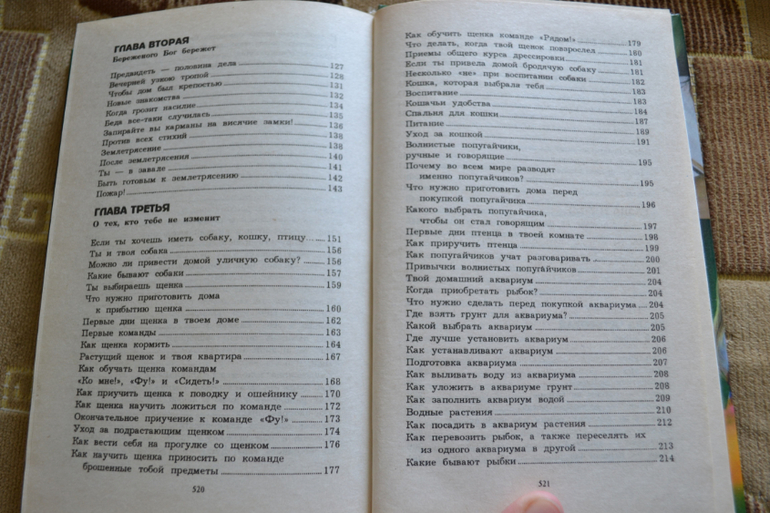 ГЛАВА ВТОРАЯ
Береженого Бог бережет
Предвидеть — половина дела 127
Вечерней узкою тропой 128
Чтобы дом был крепостью 131
Новые знакомства 132
Когда грозит насилие 134
Беда все-таки случилась 135
Запирайте вы карманы на висячие замки! 136
Против всех стихий 138
Землетрясение 138
После землетрясения 140
Ты — в завале 141
Быть готовым к землетрясению 142
Пожар! 143
ГЛАВА ТРЕТЬЯ
О тех, кто тебе не изменит
Если ты хочешь иметь собаку, кошку, птицу 151
Ты и твоя собака 156
Можно ли привести домой уличную собаку? 156
Какие бывают собаки 157
Ты выбираешь щенка 159
Что нужно приготовить дома
к прибытию щенка 160
Первые дни щенка в твоем доме 162
Первые команды 163
Как щенка кормить 164
Растущий щенок и твоя квартира 167
Как обучать щенка командам
«Ко мне!», «Фу!» и «Сидеть!» 168
Как приучить щенка к поводку и ошейнику 170
Как щенка научить ложиться по команде 172
Окончательное приучение к команде «Фу!» 173
Уход за подрастающим щенком 174
Как вести себя на прогулке со щенком 176
Как научить щенка приносить по команде
брошенные тобой предметы 177
520
Как обучить щенка команде «Рядом!» 179
Что делать, когда твой щенок повзрослел 180
Приемы общего курса дрессировки 181
Если ты привела домой бродячую собаку 181
Несколько «не» при воспитании собаки 182
Кошка, которая выбрала тебя 183
Воспитание 183
Кошачьи удобства 184
Спальня для кошки 187
Питание 189
Уход за кошкой 191
Волнистые попугайчики,
ручные и говорящие 195
Почему во всем мире разводят
именно попугайчиков? 195
Что нужно приготовить дома перед
покупкой попугайчика 196
Какого выбрать попугайчика,
чтобы он стал говорящим 197
Первые дни птенца в твоей комнате 198
Как приручить птенца 199
Как попугайчиков учат разговаривать 200
Привычки волнистых попугайчиков 201
Твой домашний аквариум 204
Когда приобретать рыбок? 204
Что нужно сделать перед покупкой аквариума 204
Где взять грунт для аквариума? 205
Какой выбрать аквариум 205
Где лучше установить аквариум 206
Как устанавливают аквариум 206
Подготовка аквариума 207
Как выливать воду из аквариума 208
Как уложить в аквариуме грунт 208
Как заполнить аквариум водой 209
Водные растения 210
Как посадить в аквариум растения 212
Как перевозить рыбок, а также переселять их
из одного аквариума в другой 213
Какие бывают рыбки 214
521